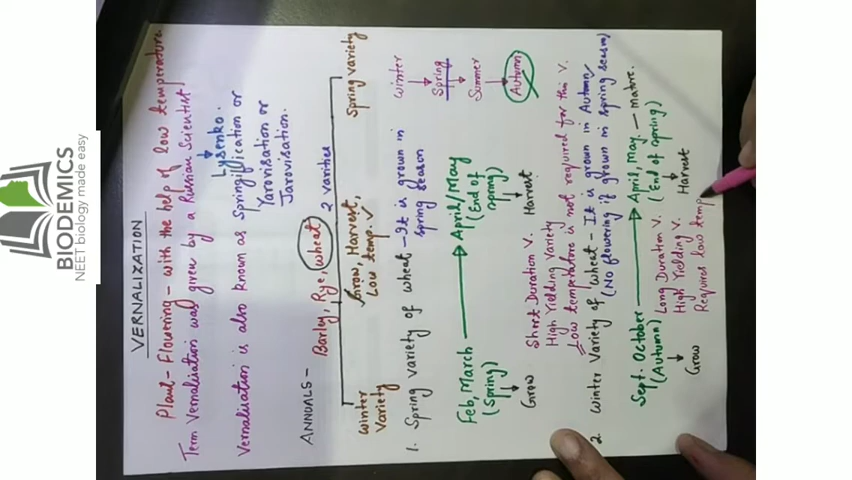 BIODEMICS
NEET biology made easy
VERNALIZATION
Plant - Flowering - with the help of low temperature
Term Vernalisation was given by a Russian Scientist
Lysenko.
Vernalisation is also known as Springification or
Yarovisation or
Jarovisation.
ANNUALS - Barley, Rye, wheat 2 varities
Winter Variety
Grow, Harvest,
Low temp.
Spring variety
1. Spring variety of wheat - It is grown in
spring season
Winter
Spring
Summer
Autumn
Feb, March April/May
(Spring) (End of spring)
Grow Harvest
Short Duration V.
High Yielding Variety
Low temperature is not required for this V.
2. Winter Variety of wheat - It is grown in Autumn
(No flowering if grown in spring season)
Sept. October April, May - mature.
(Autumn) (End of spring)
Grow Harvest
Long Duration V.
High Yielding V.
Required low temp